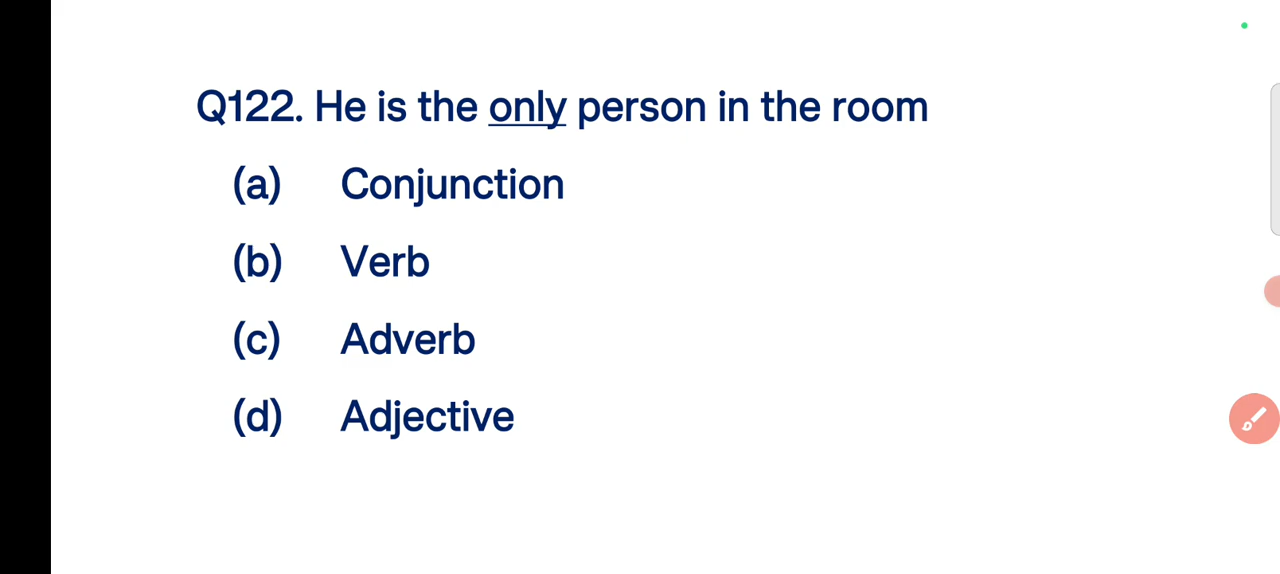 Q122. He is the only person in the room
(a) Conjunction
(b) Verb
(c) Adverb
(d) Adjective